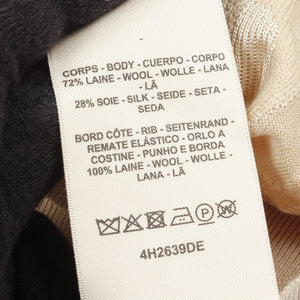 CORPS - BODY - CUERPO - CORPO
72% LAINE - WOOL - WOLLE - LANA
- LÃ
28% SOIE - SILK - SEIDE - SETA -
SEDA
BORD CÔTE - RIB - SEITENRAND -
REMATE ELÁSTICO - ORLO A
COSTINE - PUNHO E BORDA
100% LAINE - WOOL - WOLLE -
LANA - LÃ
P
4H2639DE